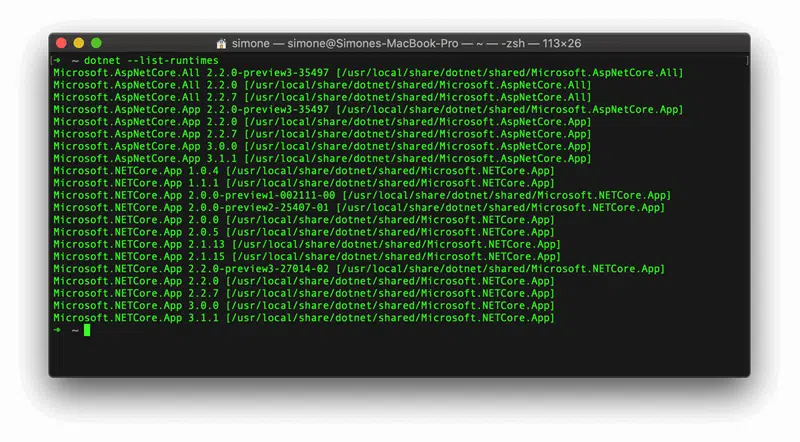 simone — simone@Simones-MacBook-Pro — ~ — -zsh — 113×26
[➜  ~ dotnet --list-runtimes ]
Microsoft.AspNetCore.All 2.2.0-preview3-35497 [/usr/local/share/dotnet/shared/Microsoft.AspNetCore.All]
Microsoft.AspNetCore.All 2.2.0 [/usr/local/share/dotnet/shared/Microsoft.AspNetCore.All]
Microsoft.AspNetCore.All 2.2.7 [/usr/local/share/dotnet/shared/Microsoft.AspNetCore.All]
Microsoft.AspNetCore.App 2.2.0-preview3-35497 [/usr/local/share/dotnet/shared/Microsoft.AspNetCore.App]
Microsoft.AspNetCore.App 2.2.0 [/usr/local/share/dotnet/shared/Microsoft.AspNetCore.App]
Microsoft.AspNetCore.App 2.2.7 [/usr/local/share/dotnet/shared/Microsoft.AspNetCore.App]
Microsoft.AspNetCore.App 3.0.0 [/usr/local/share/dotnet/shared/Microsoft.AspNetCore.App]
Microsoft.AspNetCore.App 3.1.1 [/usr/local/share/dotnet/shared/Microsoft.AspNetCore.App]
Microsoft.NETCore.App 1.0.4 [/usr/local/share/dotnet/shared/Microsoft.NETCore.App]
Microsoft.NETCore.App 1.1.1 [/usr/local/share/dotnet/shared/Microsoft.NETCore.App]
Microsoft.NETCore.App 2.0.0-preview1-002111-00 [/usr/local/share/dotnet/shared/Microsoft.NETCore.App]
Microsoft.NETCore.App 2.0.0-preview2-25407-01 [/usr/local/share/dotnet/shared/Microsoft.NETCore.App]
Microsoft.NETCore.App 2.0.0 [/usr/local/share/dotnet/shared/Microsoft.NETCore.App]
Microsoft.NETCore.App 2.0.5 [/usr/local/share/dotnet/shared/Microsoft.NETCore.App]
Microsoft.NETCore.App 2.1.13 [/usr/local/share/dotnet/shared/Microsoft.NETCore.App]
Microsoft.NETCore.App 2.1.15 [/usr/local/share/dotnet/shared/Microsoft.NETCore.App]
Microsoft.NETCore.App 2.2.0-preview3-27014-02 [/usr/local/share/dotnet/shared/Microsoft.NETCore.App]
Microsoft.NETCore.App 2.2.0 [/usr/local/share/dotnet/shared/Microsoft.NETCore.App]
Microsoft.NETCore.App 2.2.7 [/usr/local/share/dotnet/shared/Microsoft.NETCore.App]
Microsoft.NETCore.App 3.0.0 [/usr/local/share/dotnet/shared/Microsoft.NETCore.App]
Microsoft.NETCore.App 3.1.1 [/usr/local/share/dotnet/shared/Microsoft.NETCore.App]
➜  ~